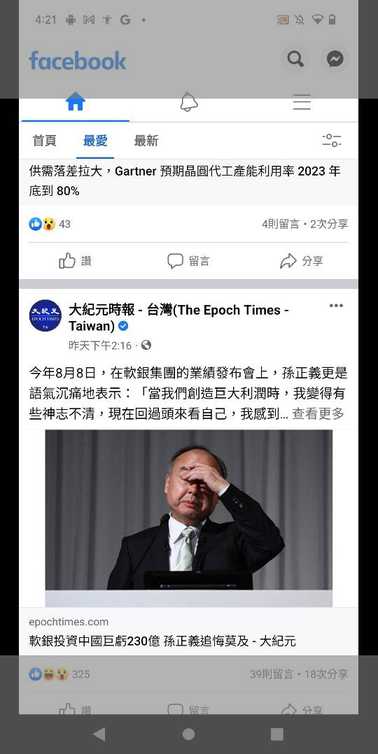 4:21
facebook
首頁 最愛 最新
供需落差拉大，Gartner 預期晶圓代工產能利用率 2023 年
底到 80%
43 4則留言・2次分享
讚 留言 分享
大紀元時報 - 台灣(The Epoch Times -
Taiwan)
昨天下午2:16
今年8月8日，在軟銀集團的業績發布會上，孫正義更是
語氣沉痛地表示：「當我們創造巨大利潤時，我變得有
些神志不清，現在回過頭來看自己，我感到... 查看更多
epochtimes.com
軟銀投資中國巨虧230億 孫正義追悔莫及 - 大紀元
325 39則留言・18次分享
讚 留言 分享